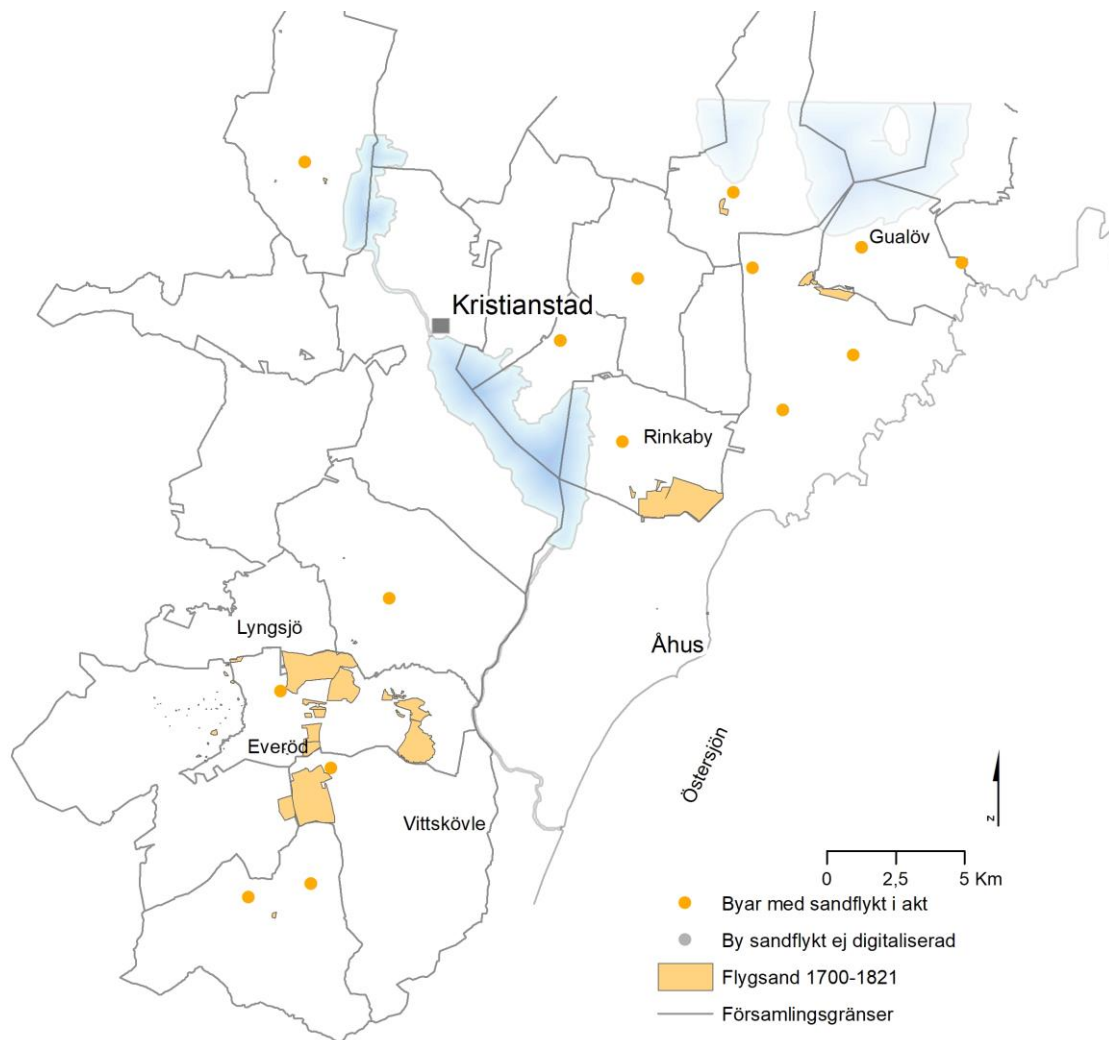 Gualöv
Kristianstad
Rinkaby
Lyngsjö
Åhus
Everöd
Östersjön
Vittskövle
z
0 2,5 5 Km
Byar med sandflykt i akt
By sandflykt ej digitaliserad
Flygsand 1700-1821
Församlingsgränser